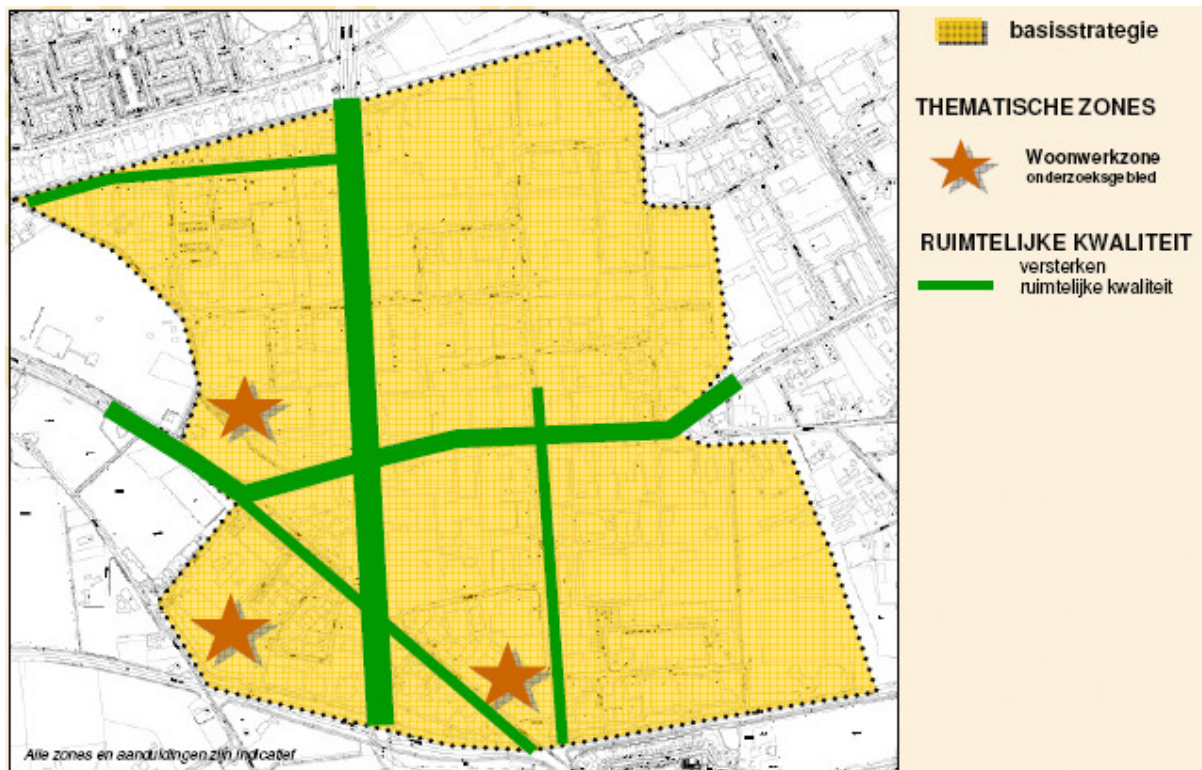 basisstrategie
THEMATISCHE ZONES
Woonwerkzone
onderzoeksgebied
RUIMTELIJKE KWALITEIT
versterken
ruimtelijke kwaliteit
Alle zones en aanduidingen zijn indicatief